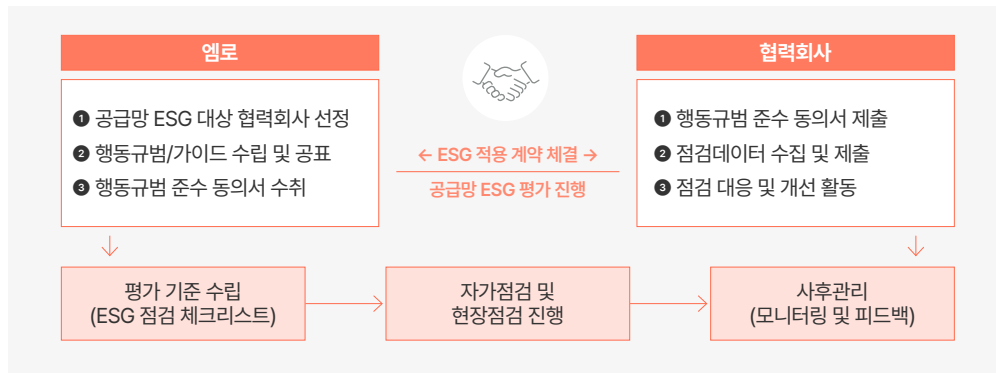 엠로
❶ 공급망 ESG 대상 협력회사 선정
❷ 행동규범/가이드 수립 및 공표
❸ 행동규범 준수 동의서 수취
← ESG 적용 계약 체결 →
공급망 ESG 평가 진행
협력회사
❶ 행동규범 준수 동의서 제출
❷ 점검데이터 수집 및 제출
❸ 점검 대응 및 개선 활동
평가 기준 수립
(ESG 점검 체크리스트)
자가점검 및
현장점검 진행
사후관리
(모니터링 및 피드백)